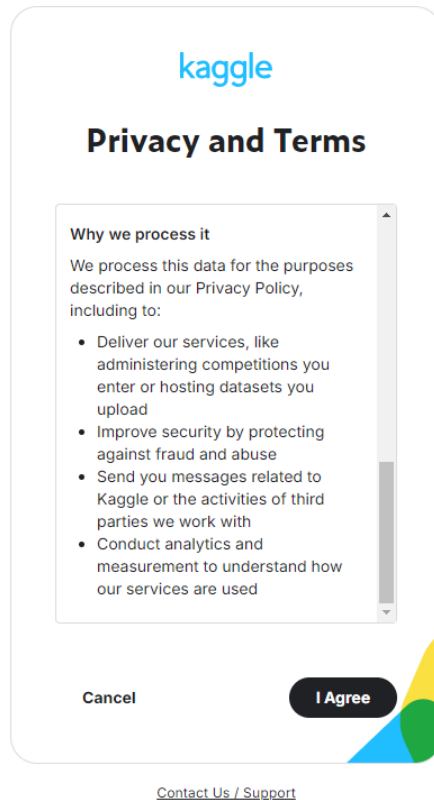 kaggle
Privacy and Terms
Why we process it
We process this data for the purposes
described in our Privacy Policy,
including to:
• Deliver our services, like
administering competitions you
enter or hosting datasets you
upload
• Improve security by protecting
against fraud and abuse
• Send you messages related to
Kaggle or the activities of third
parties we work with
• Conduct analytics and
measurement to understand how
our services are used
Cancel I Agree
Contact Us / Support